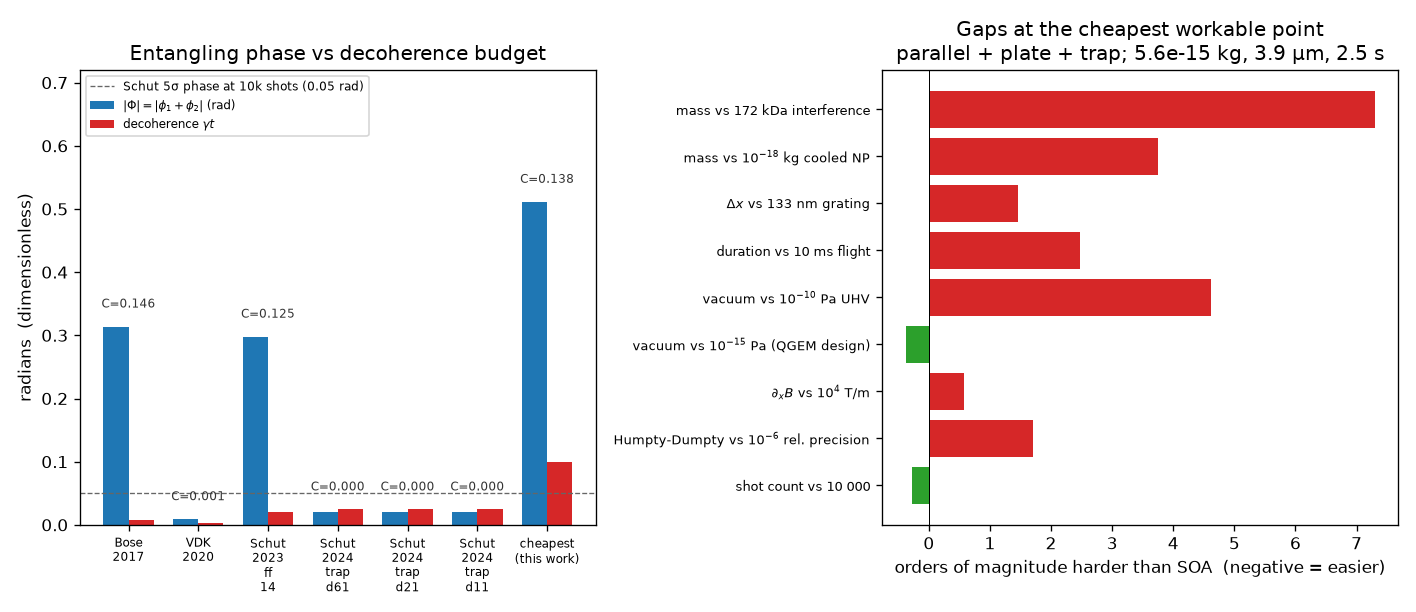 Entangling phase vs decoherence budget
Schut 5σ phase at 10k shots (0.05 rad)
|Φ| = |ϕ₁ + ϕ₂| (rad)
decoherence γt
radians (dimensionless)
0.7
0.6
0.5
0.4
0.3
0.2
0.1
0.0
C=0.146
C=0.001
C=0.125
C=0.000
C=0.000
C=0.000
C=0.138
Bose
2017
VDK
2020
Schut
2023
ff
14
Schut
2024
trap
d61
Schut
2024
trap
d21
Schut
2024
trap
d11
cheapest
(this work)
Gaps at the cheapest workable point
parallel + plate + trap; 5.6e-15 kg, 3.9 μm, 2.5 s
mass vs 172 kDa interference
mass vs 10⁻¹⁸ kg cooled NP
Δx vs 133 nm grating
duration vs 10 ms flight
vacuum vs 10⁻¹⁰ Pa UHV
vacuum vs 10⁻¹⁵ Pa (QGEM design)
∂ₓB vs 10⁴ T/m
Humpty-Dumpty vs 10⁻⁶ rel. precision
shot count vs 10 000
0 1 2 3 4 5 6 7
orders of magnitude harder than SOA (negative = easier)